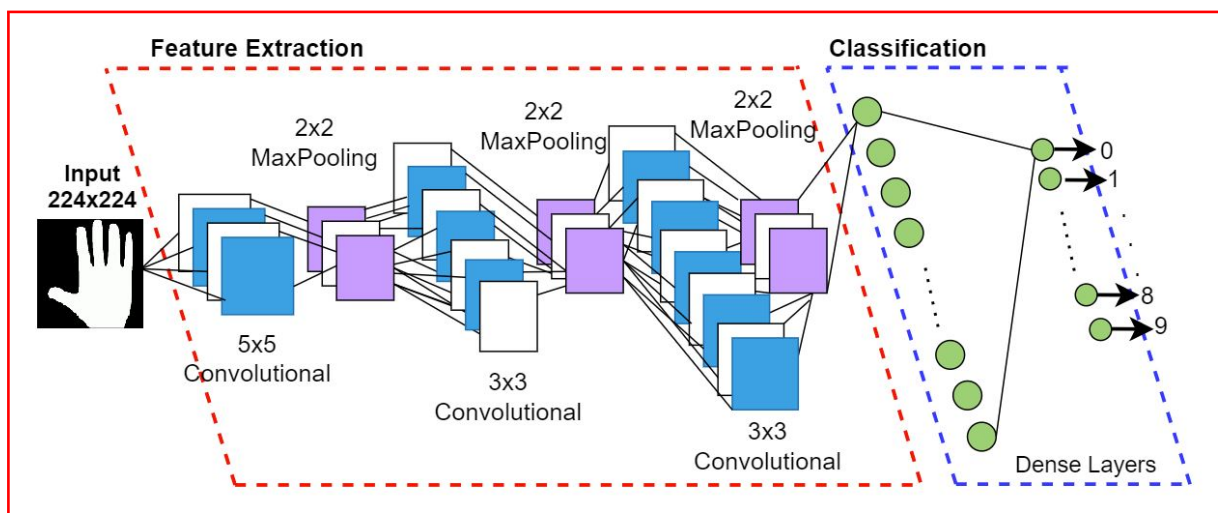 Feature Extraction
Classification
2x2
MaxPooling
2x2
MaxPooling
2x2
MaxPooling
Input
224x224
5x5
Convolutional
3x3
Convolutional
3x3
Convolutional
0
1
8
9
Dense Layers